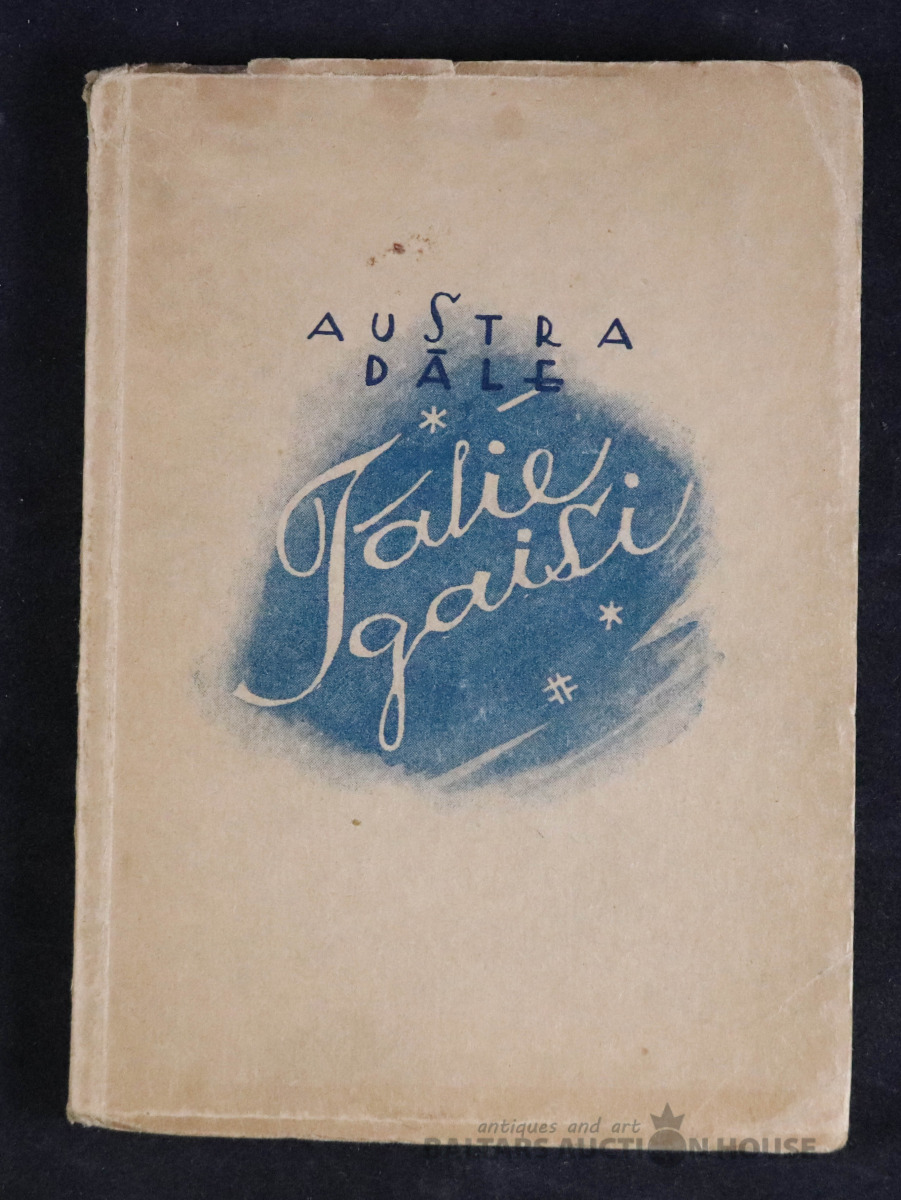 AUSTRA
DĀLE
Tālie
gaisi
antiques and art
BALTARS AUCTION HOUSE